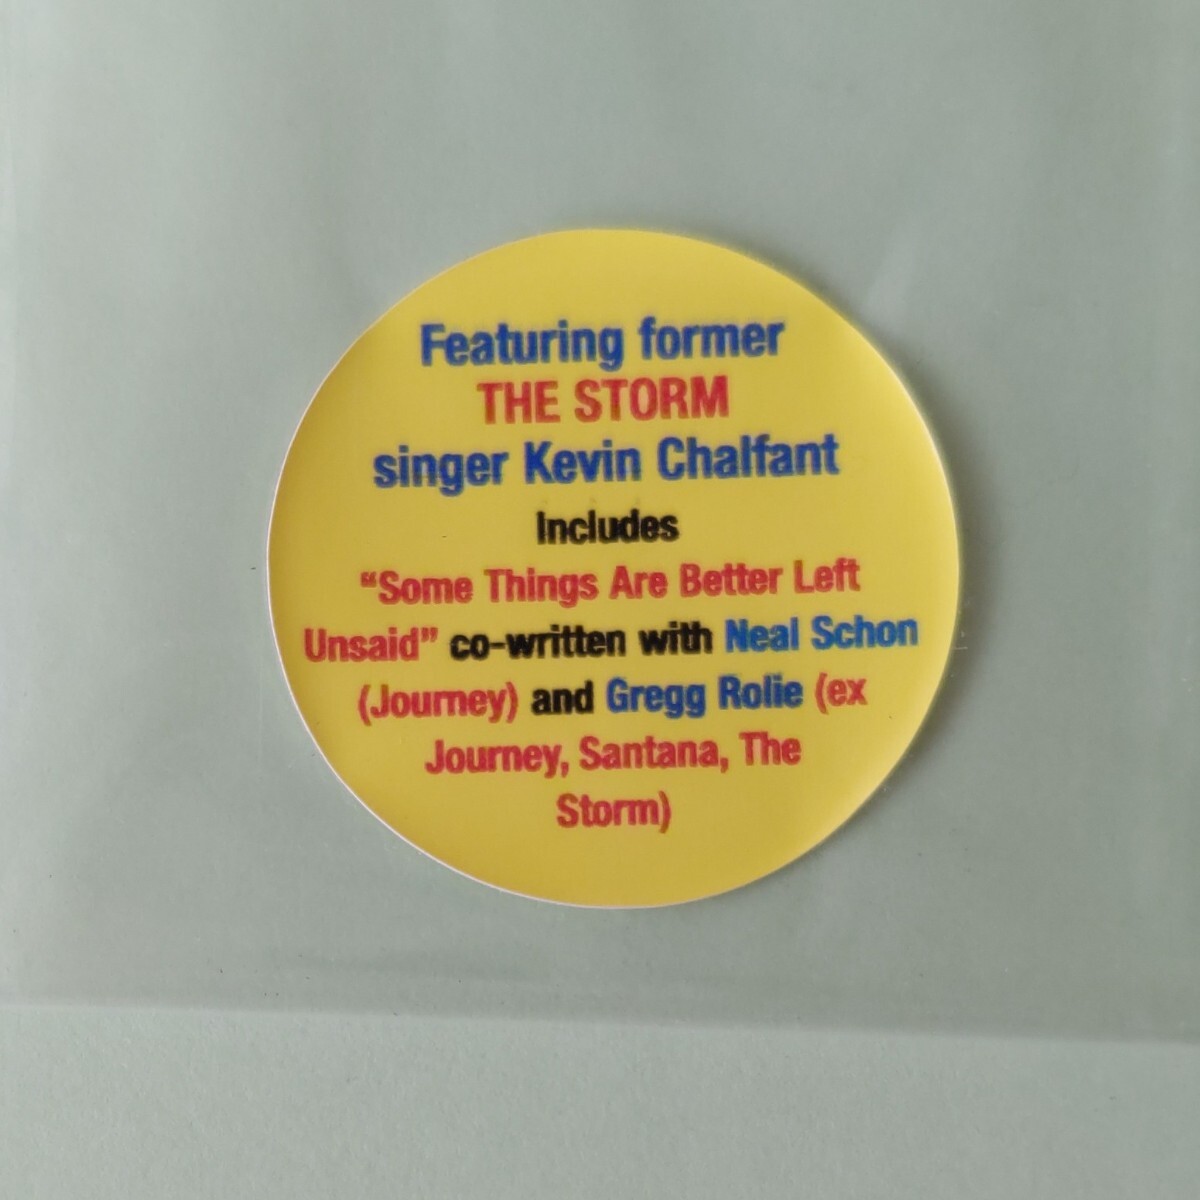 Featuring former
THE STORM
singer Kevin Chalfant
Includes
“Some Things Are Better Left
Unsaid” co-written with Neal Schon
(Journey) and Gregg Rolie (ex
Journey, Santana, The
Storm)